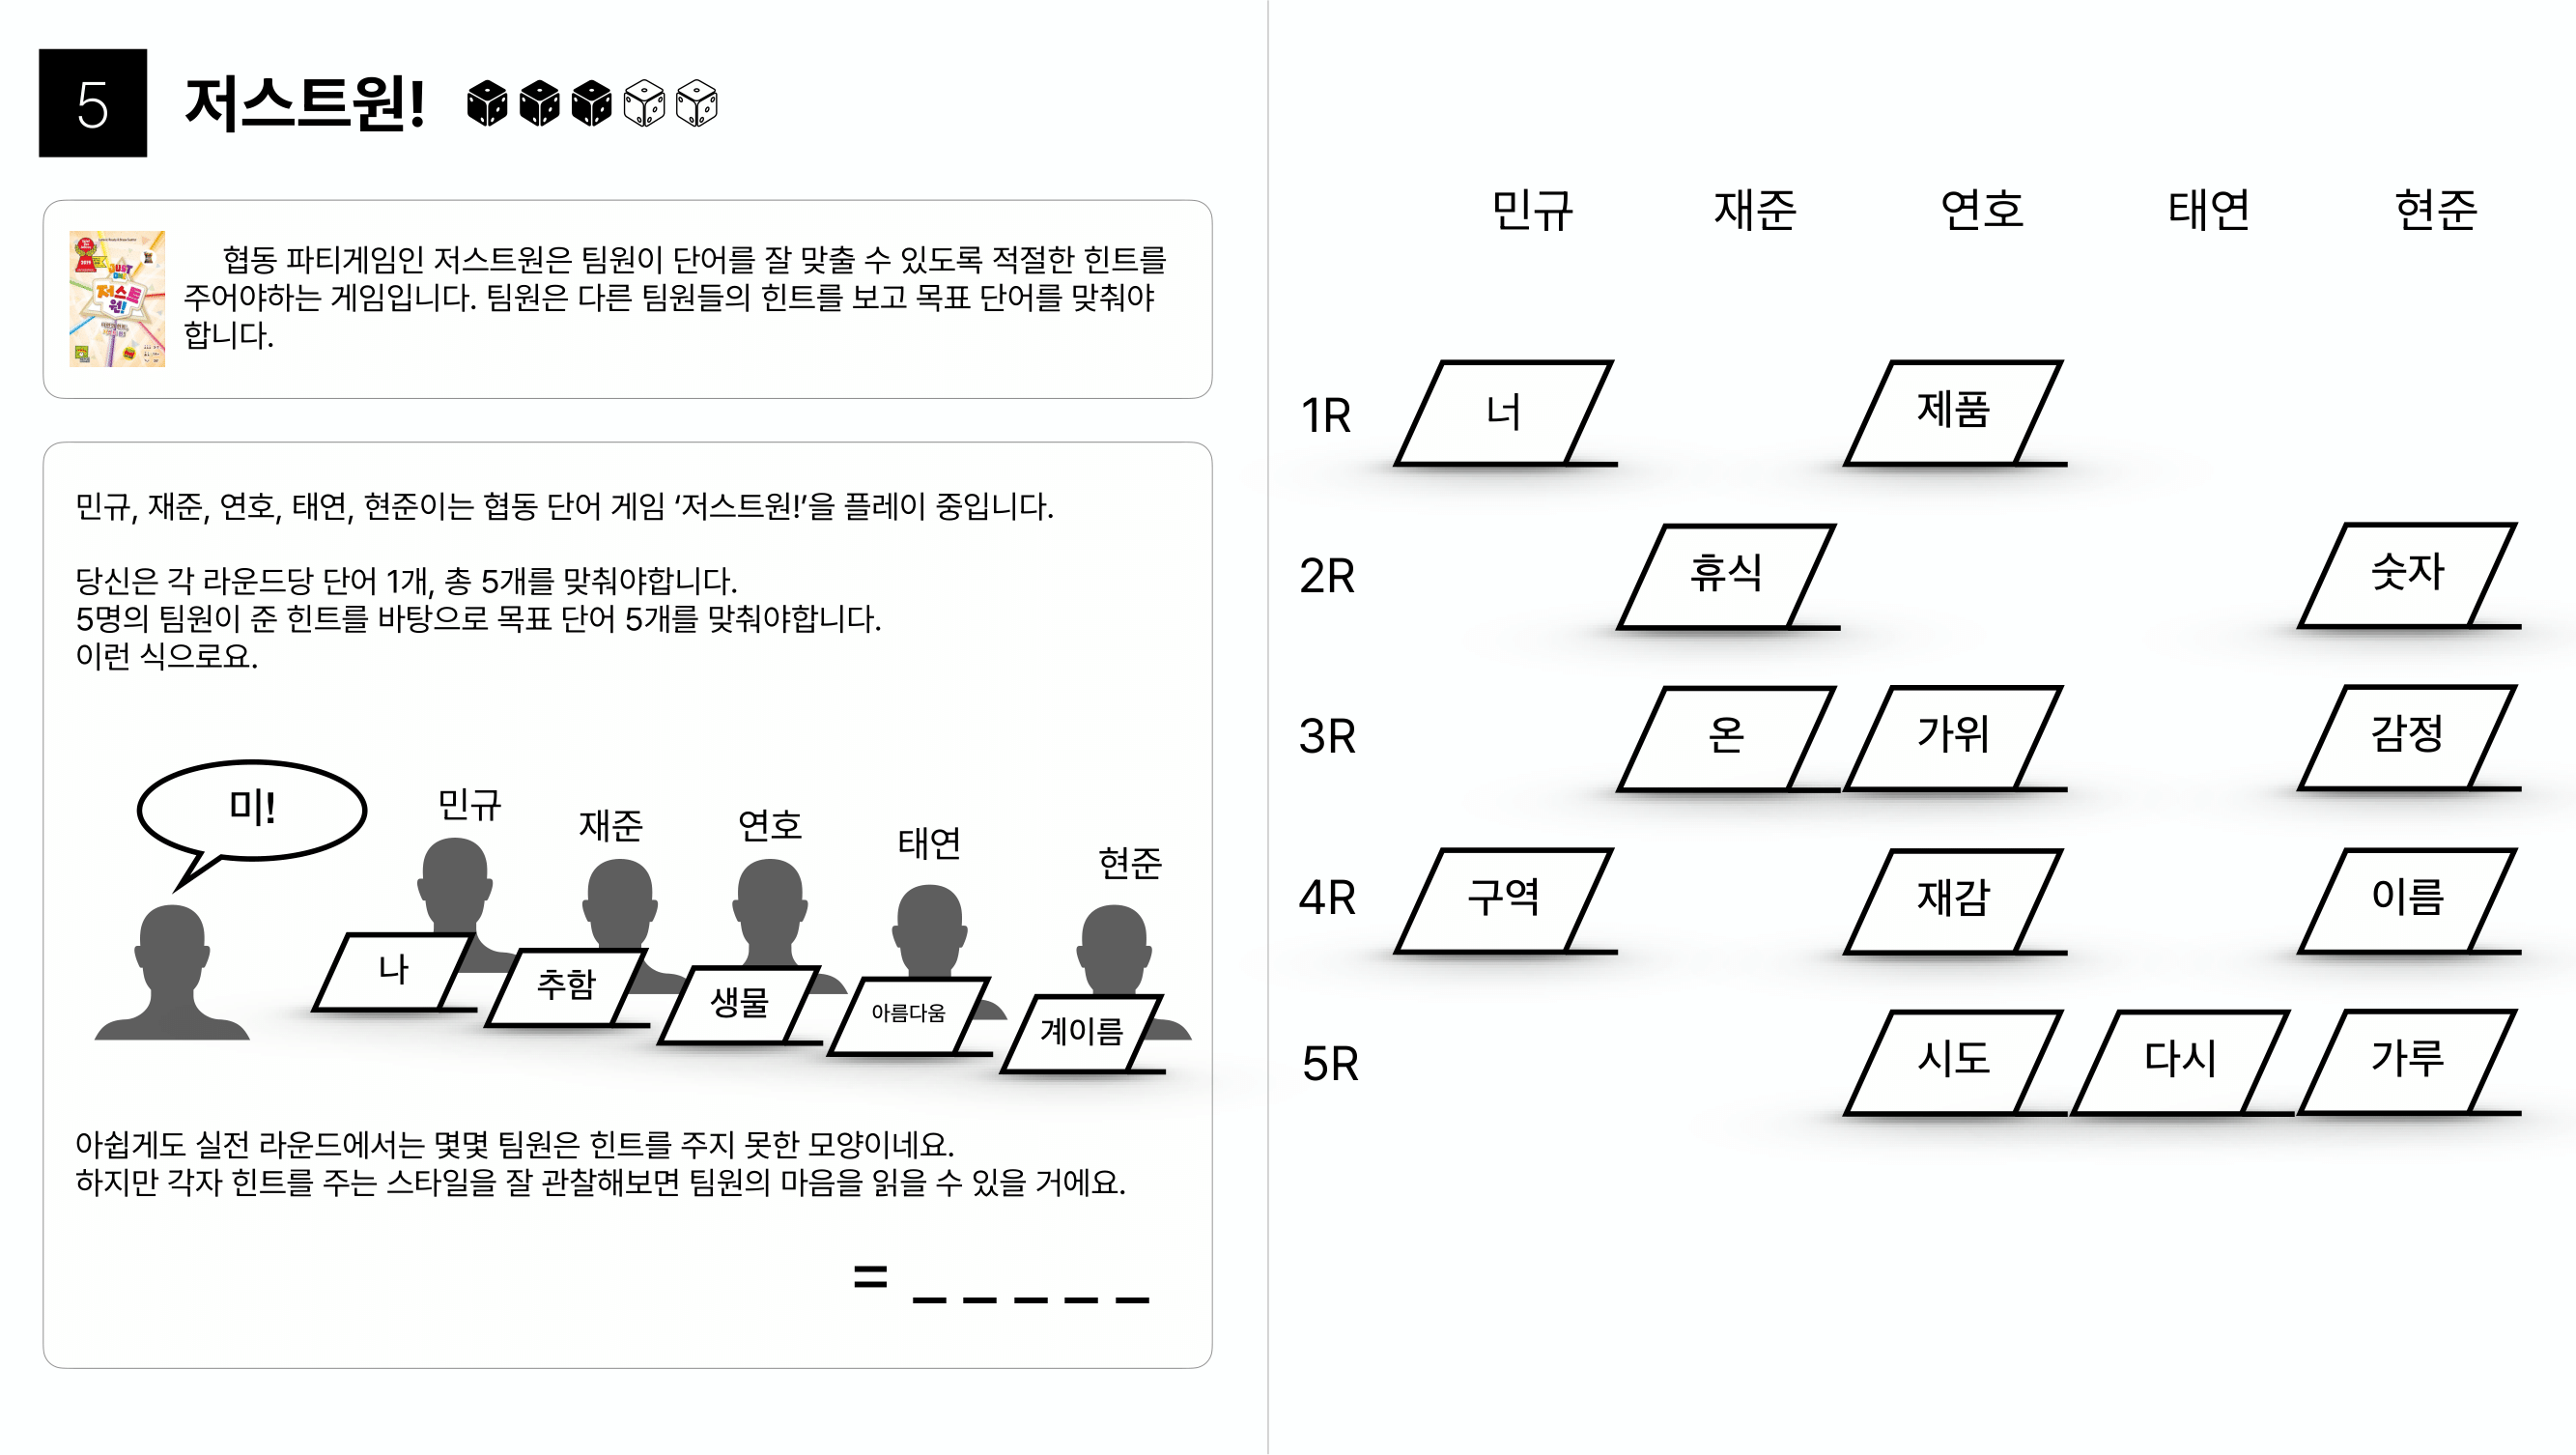 5
저스트원!
협동 파티게임인 저스트원은 팀원이 단어를 잘 맞출 수 있도록 적절한 힌트를
주어야하는 게임입니다. 팀원은 다른 팀원들의 힌트를 보고 목표 단어를 맞춰야
합니다.
JUST
저스트
원!
민규, 재준, 연호, 태연, 현준이는 협동 단어 게임 ‘저스트원!’을 플레이 중입니다.
당신은 각 라운드당 단어 1개, 총 5개를 맞춰야합니다.
5명의 팀원이 준 힌트를 바탕으로 목표 단어 5개를 맞춰야합니다.
이런 식으로요.
미!
민규
재준
연호
태연
현준
나
추함
생물
아름다움
계이름
아쉽게도 실전 라운드에서는 몇몇 팀원은 힌트를 주지 못한 모양이네요.
하지만 각자 힌트를 주는 스타일을 잘 관찰해보면 팀원의 마음을 읽을 수 있을 거에요.
= _ _ _ _ _
민규 재준 연호 태연 현준
1R 너 제품
2R 휴식 숫자
3R 온 가위 감정
4R 구역 재감 이름
5R 시도 다시 가루